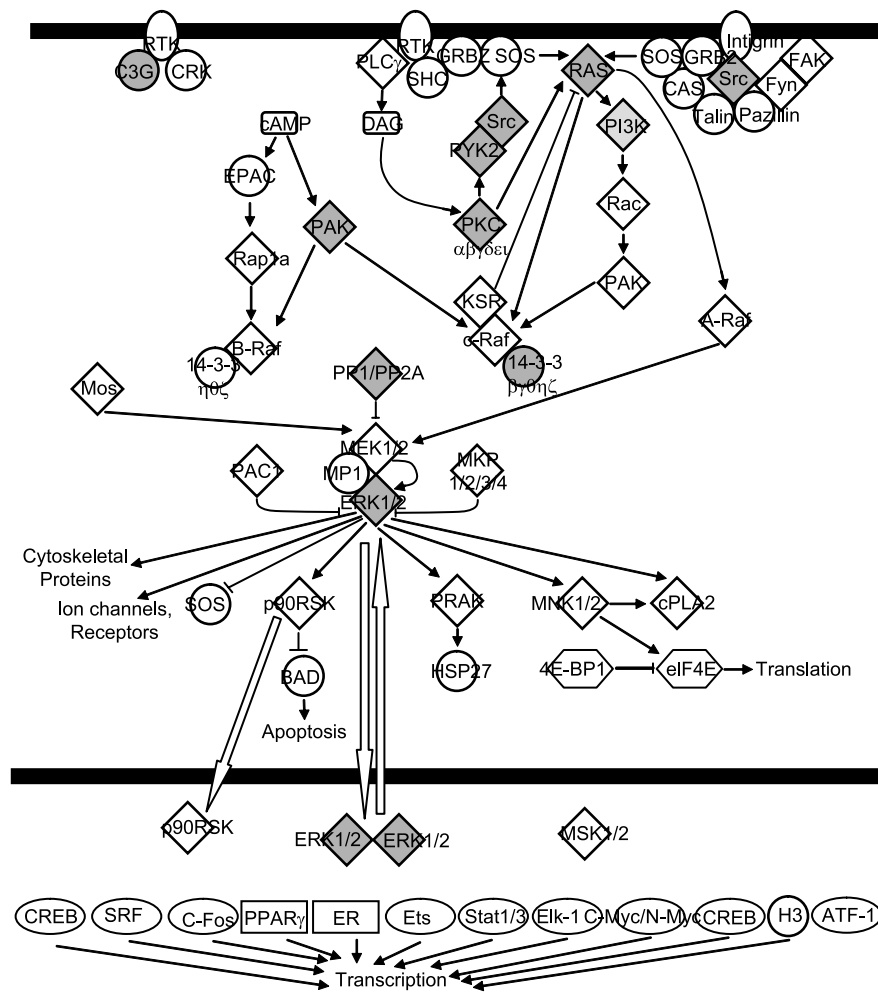 RTK
C3G
CRK
RTK
PLCγ
SHC
GRBZ
SOS
RAS
SOS
GRB2
Intigrin
FAK
CAS
Src
Fyn
Talin
Pazillin
cAMP
DAG
Src
PYK2
PI3K
EPAC
PAK
PKC
αβγδει
Rac
Rap1a
PAK
KSR
c-Raf
A-Raf
B-Raf
14-3-3
ηθζ
14-3-3
βγθηζ
PP1/PP2A
Mos
MEK1/2
PAC1
MP1
MKP
1/2/3/4
ERK1/2
Cytoskeletal
Proteins
Ion channels,
Receptors
SOS
p90RSK
PRAK
MNK1/2
cPLA2
BAD
HSP27
4E-BP1
eIF4E
Translation
Apoptosis
p90RSK
ERK1/2
ERK1/2
MSK1/2
CREB
SRF
C-Fos
PPARγ
ER
Ets
Stat1/3
Elk-1
C-Myc/N-Myc
CREB
H3
ATF-1
Transcription